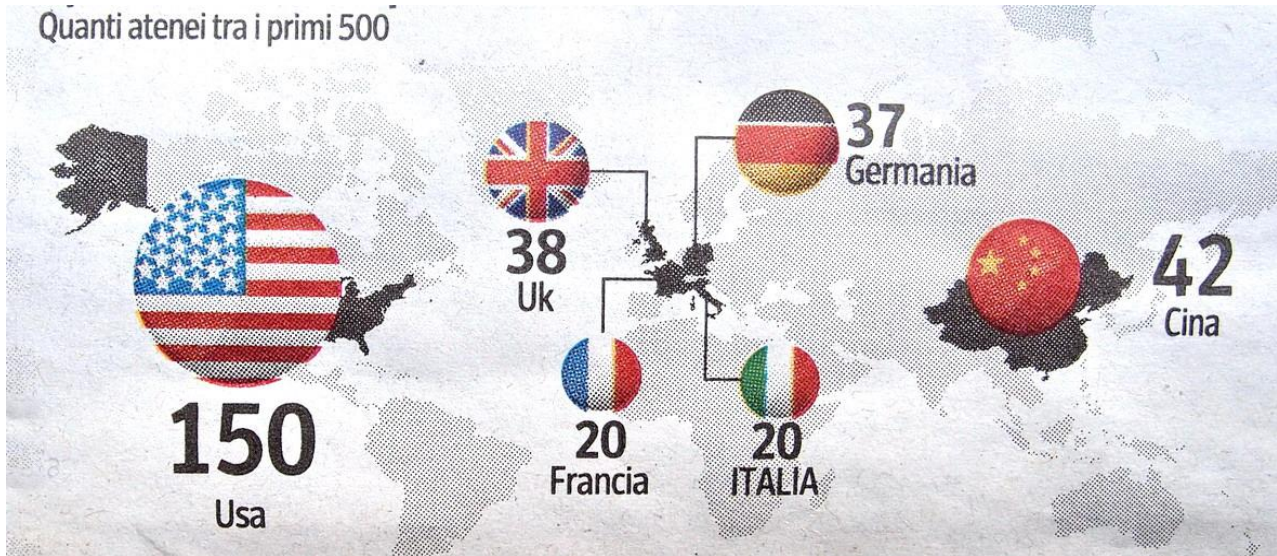 Quanti atenei tra i primi 500
37
Germania
38
Uk
42
Cina
150
Usa
20
Francia
20
ITALIA